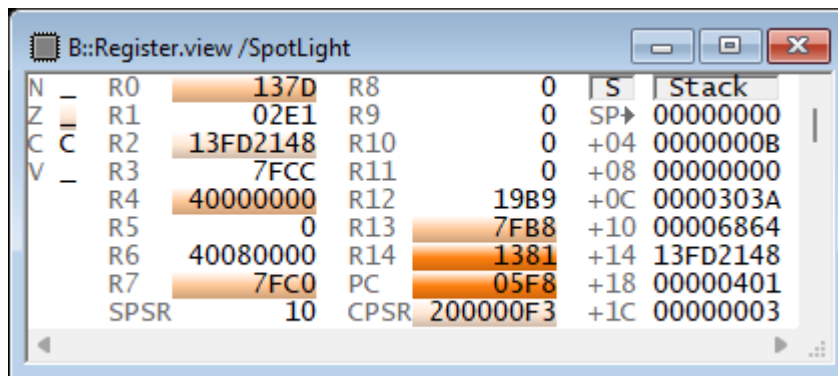 B::Register.view /SpotLight
N _ R0 137D R8 0 S Stack
Z _ R1 02E1 R9 0 SP 00000000
C C R2 13FD2148 R10 0 +04 0000000B
V _ R3 7FCC R11 0 +08 00000000
R4 40000000 R12 19B9 +0C 0000303A
R5 0 R13 7FB8 +10 00006864
R6 40080000 R14 1381 +14 13FD2148
R7 7FC0 PC 05F8 +18 00000401
SPSR 10 CPSR 200000F3 +1C 00000003